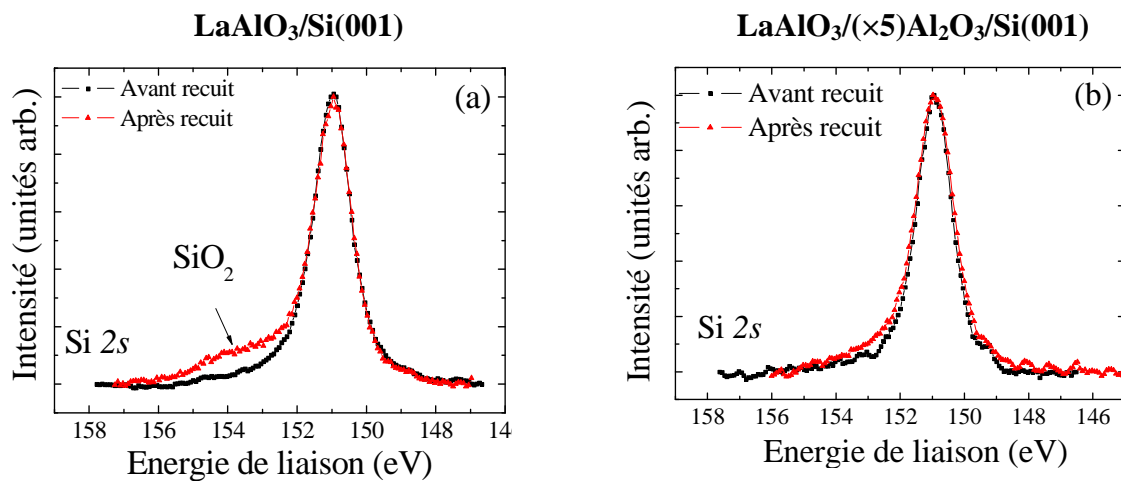 LaAlO₃/Si(001)
Avant recuit
Après recuit
(a)
SiO₂
Si 2s
Intensité (unités arb.)
158 156 154 152 150 148 14
Energie de liaison (eV)
LaAlO₃/(×5)Al₂O₃/Si(001)
Avant recuit
Après recuit
(b)
Si 2s
Intensité (unités arb.)
158 156 154 152 150 148 146
Energie de liaison (eV)